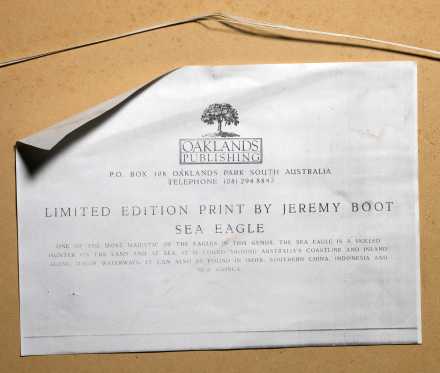 OAKLANDS
PUBLISHING
P.O. BOX 108 OAKLANDS PARK SOUTH AUSTRALIA
TELEPHONE (08) 294 8843
LIMITED EDITION PRINT BY JEREMY BOOT
SEA EAGLE
ONE OF THE MOST MAJESTIC OF THE EAGLES IN THIS GENUS, THE SEA EAGLE IS A SKILLED
HUNTER ON THE LAND AND AT SEA. IT IS FOUND AROUND AUSTRALIA'S COASTLINE AND INLAND
ALONG MAJOR WATERWAYS. IT CAN ALSO BE FOUND IN INDIA, SOUTHERN CHINA, INDONESIA AND
NEW GUINEA.